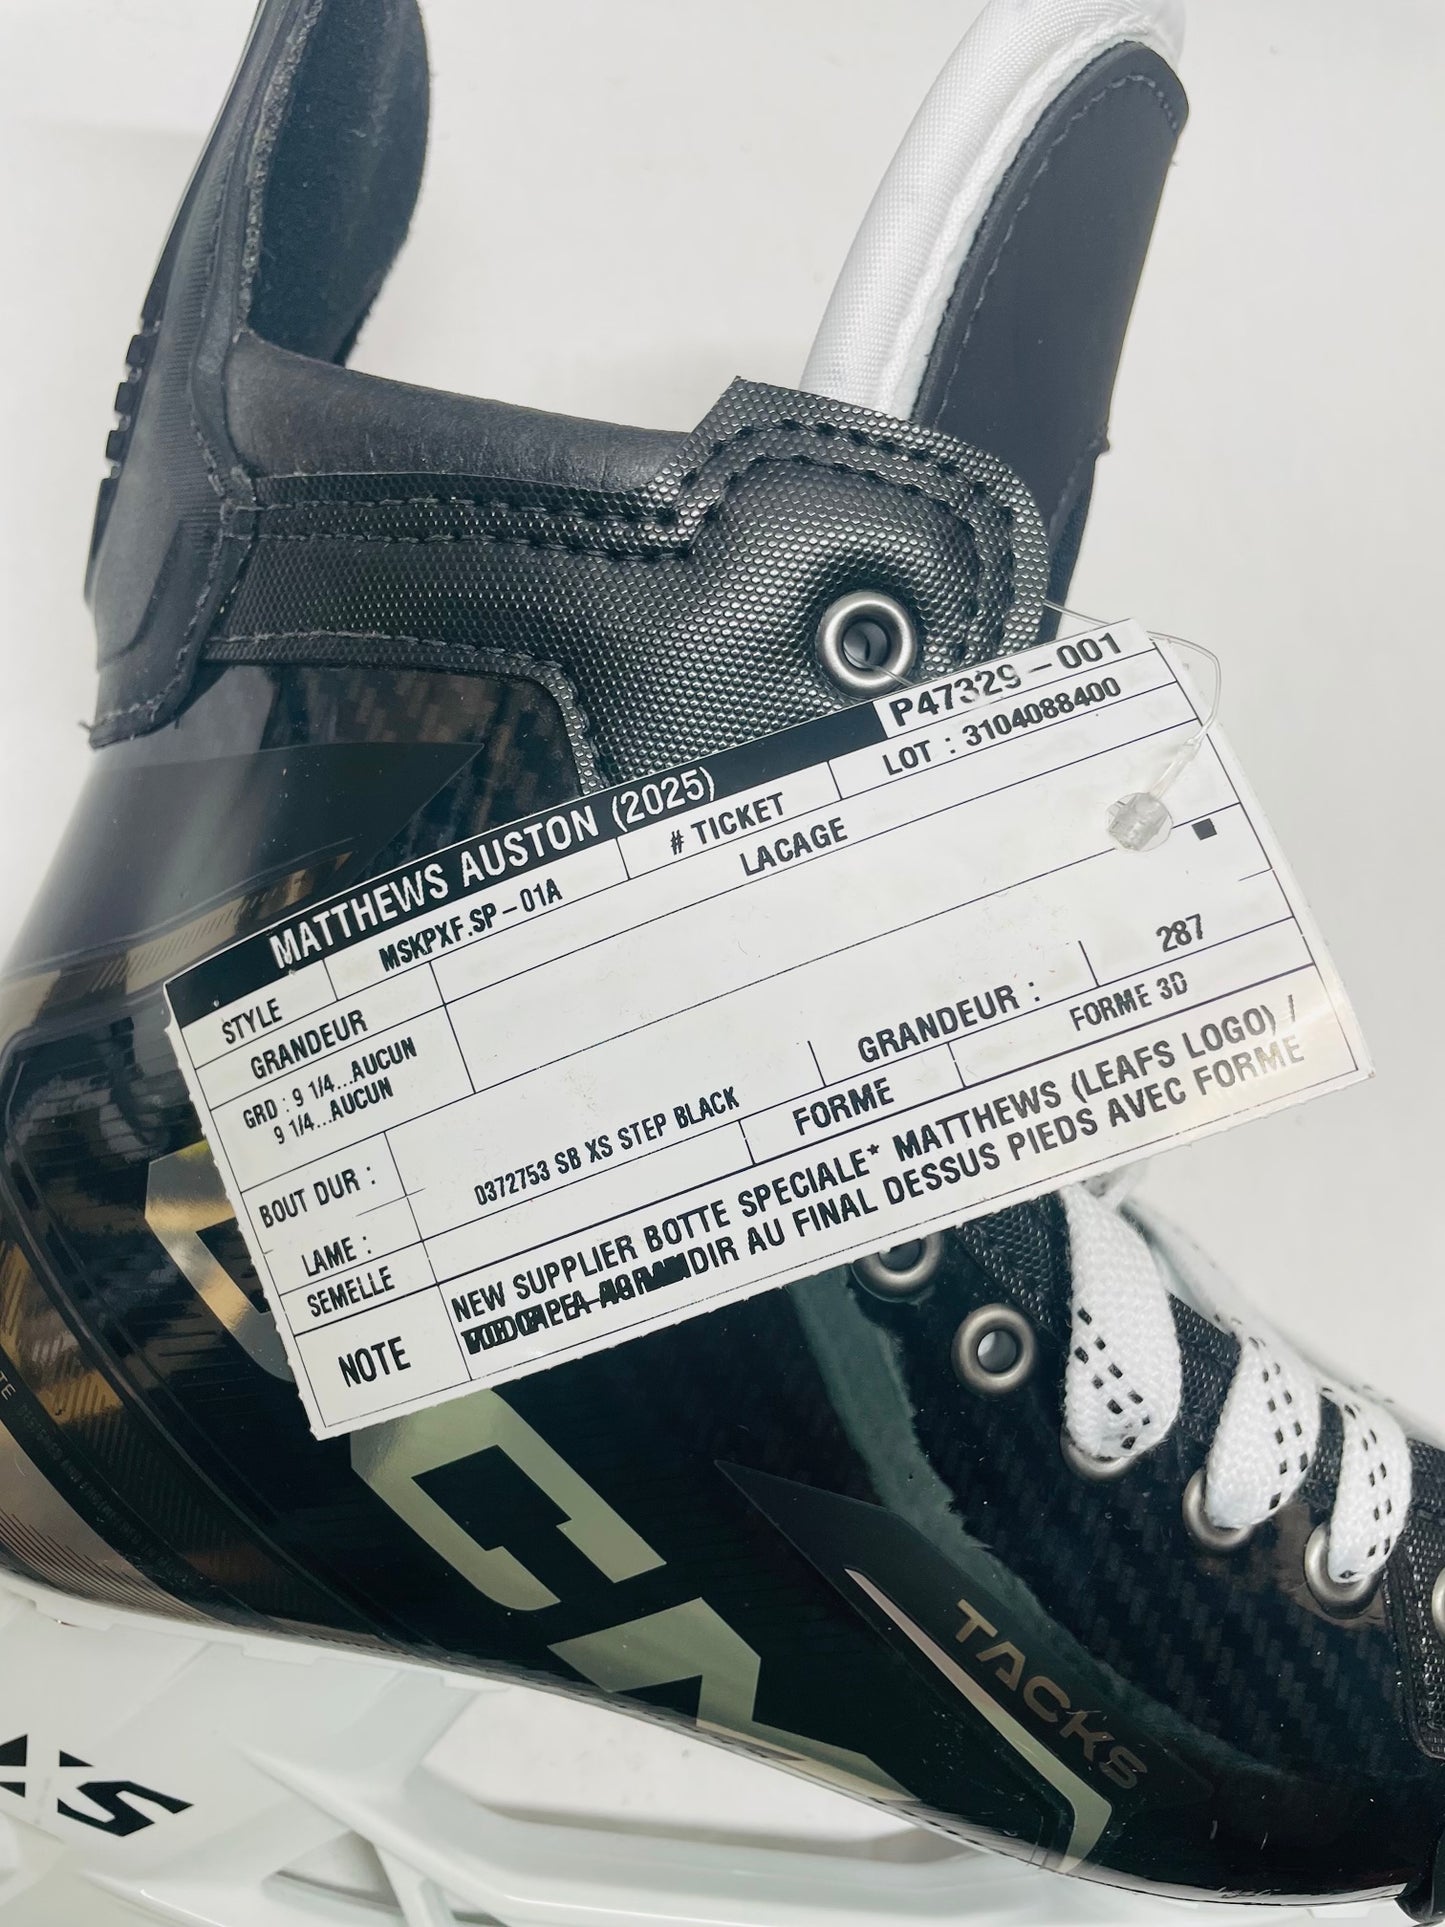 P47329-001
MATTHEWS AUSTON (2025)
# TICKET
LOT : 3104088400
STYLE
MSKPXF.SP-01A
LACAGE
GRANDEUR
GRD : 9 1/4...AUCUN
9 1/4...AUCUN
BOUT DUR :
GRANDEUR :
287
LAME :
0372753 SB XS STEP BLACK
SEMELLE
FORME
FORME 3D
NOTE
NEW SUPPLIER BOTTE SPECIALE* MATTHEWS (LEAFS LOGO) /
DIR AU FINAL DESSUS PIEDS AVEC FORME
TACKS
XS